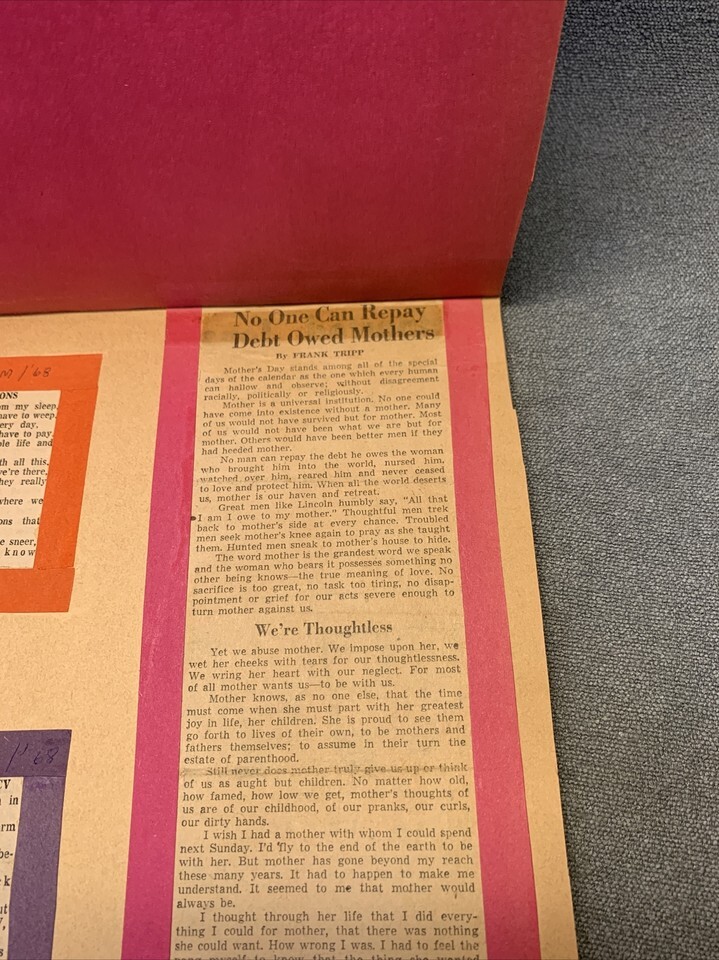 M /'68
ONS
om my sleep,
have to weep,
ery day,
have to pay.
ble life and
th all this,
we're there,
hey really
where we
ons that
e sneer,
know
/'68
CV
n in
orm
be-
k
ut
s
No One Can Repay
Debt Owed Mothers
By FRANK TRIPP
Mother's Day stands among all of the special
days of the calendar as the one which every human
can hallow and observe; without disagreement
racially, politically or religiously.
Mother is a universal institution. No one could
have come into existence without a mother. Many
of us would not have survived but for mother. Most
of us would not have been what we are but for
mother. Others would have been better men if they
had heeded mother.
No man can repay the debt he owes the woman
who brought him into the world, nursed him,
watched over him, reared him and never ceased
to love and protect him. When all the world deserts
us, mother is our haven and retreat.
Great men like Lincoln humbly say, "All that
I am I owe to my mother." Thoughtful men trek
back to mother's side at every chance. Troubled
men seek mother's knee again to pray as she taught
them. Hunted men sneak to mother's house to hide.
The word mother is the grandest word we speak
and the woman who bears it possesses something no
other being knows—the true meaning of love. No
sacrifice is too great, no task too tiring, no disap-
pointment or grief for our acts severe enough to
turn mother against us.
We're Thoughtless
Yet we abuse mother. We impose upon her, we
wet her cheeks with tears for our thoughtlessness.
We wring her heart with our neglect. For most
of all mother wants us—to be with us.
Mother knows, as no one else, that the time
must come when she must part with her greatest
joy in life, her children. She is proud to see them
go forth to lives of their own, to be mothers and
fathers themselves; to assume in their turn the
estate of parenthood.
Still never does mother truly give us up or think
of us as aught but children. No matter how old,
how famed, how low we get, mother's thoughts of
us are of our childhood, of our pranks, our curls,
our dirty hands.
I wish I had a mother with whom I could spend
next Sunday. I'd fly to the end of the earth to be
with her. But mother has gone beyond my reach
these many years. It had to happen to make me
understand. It seemed to me that mother would
always be.
I thought through her life that I did every-
thing I could for mother, that there was nothing
she could want. How wrong I was. I had to feel the
pang myself to know that the thing she wanted